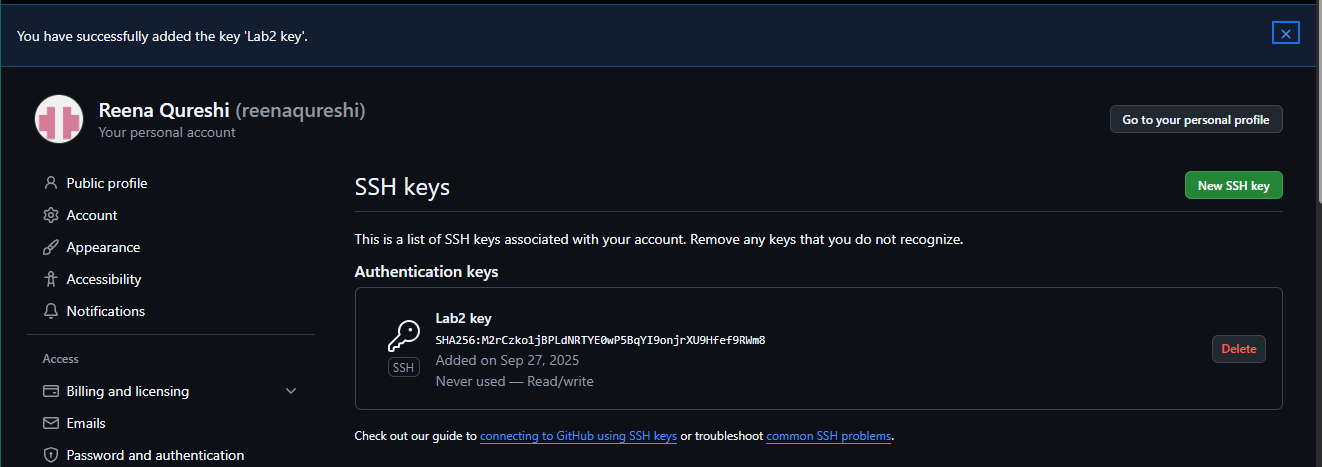 You have successfully added the key 'Lab2 key'.
Reena Qureshi (reenaqureshi)
Your personal account
Go to your personal profile
Public profile
Account
Appearance
Accessibility
Notifications
Access
Billing and licensing
Emails
Password and authentication
SSH keys
New SSH key
This is a list of SSH keys associated with your account. Remove any keys that you do not recognize.
Authentication keys
Lab2 key
SHA256:M2rCzko1jBPLdNRTYE0wP5BqYI9onjrXU9Hfef9RWm8
Added on Sep 27, 2025
Never used — Read/write
SSH
Delete
Check out our guide to connecting to GitHub using SSH keys or troubleshoot common SSH problems.